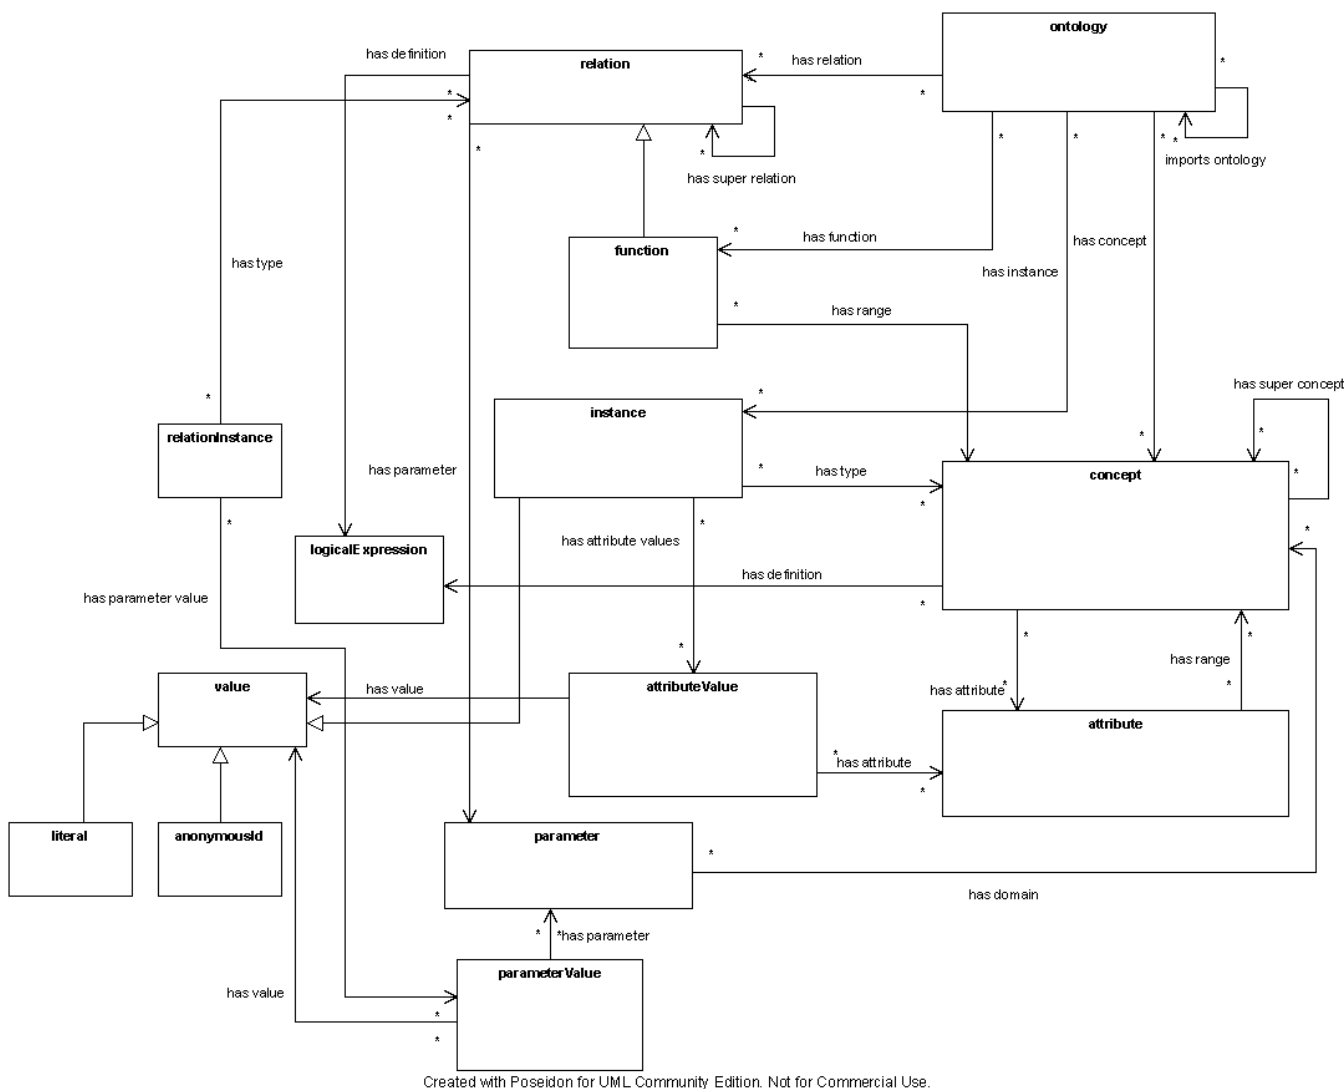 ontology
has definition
relation
*
has relation
*
*
*
*
*
*
*
*
*
*
*
imports ontology
has super relation
*
has function
has concept
has type
function
has instance
*
has range
has super concept
*
*
instance
*
*
relationInstance
has parameter
*
has type
*
concept
*
*
*
*
has attribute values
logicalExpression
has definition
has parameter value
*
*
*
*
has range
value
has value
attributeValue
*
*
has attribute
attribute
*
has attribute
*
literal
anonymousId
parameter
*
has domain
*
*has parameter
parameterValue
has value
*
*
Created with Poseidon for UML Community Edition. Not for Commercial Use.